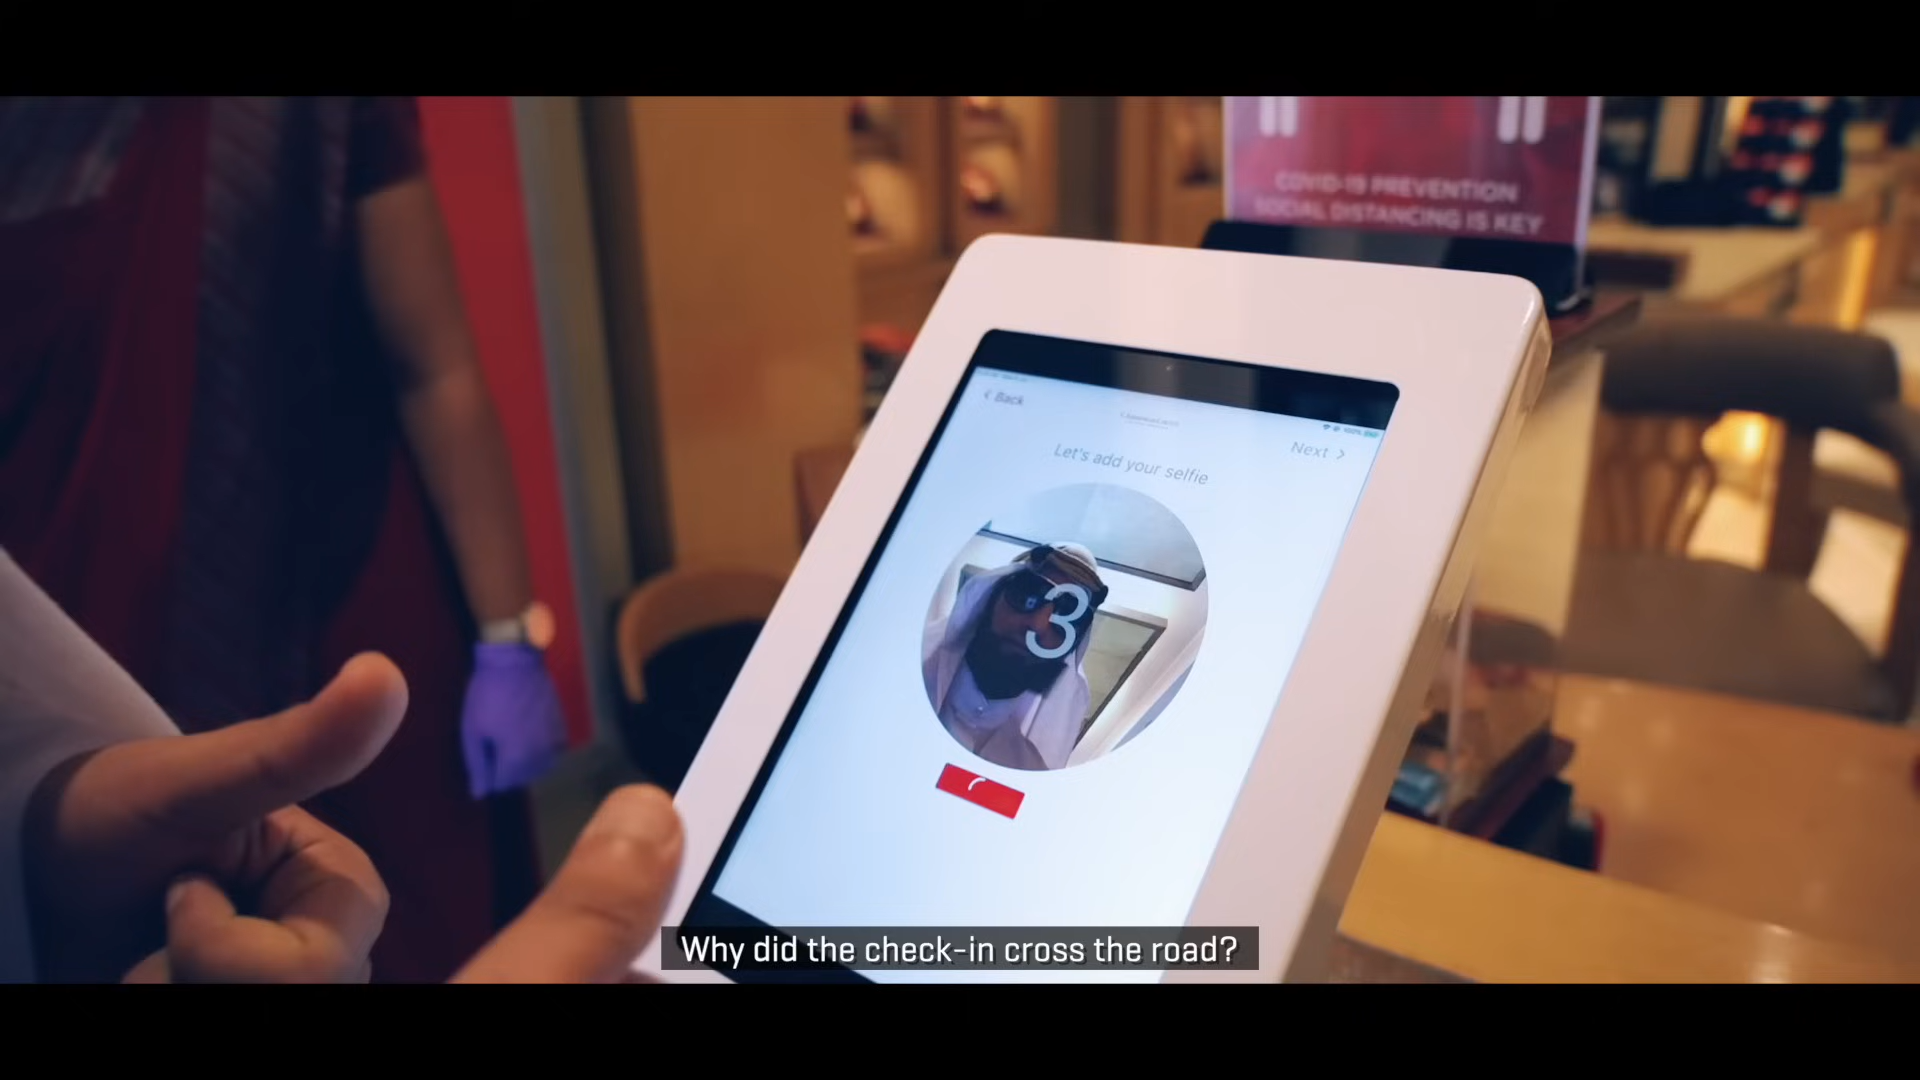 COVID-19 PREVENTION
SOCIAL DISTANCING IS KEY
Back
100%
Next
Let's add your selfie
3
Why did the check-in cross the road?